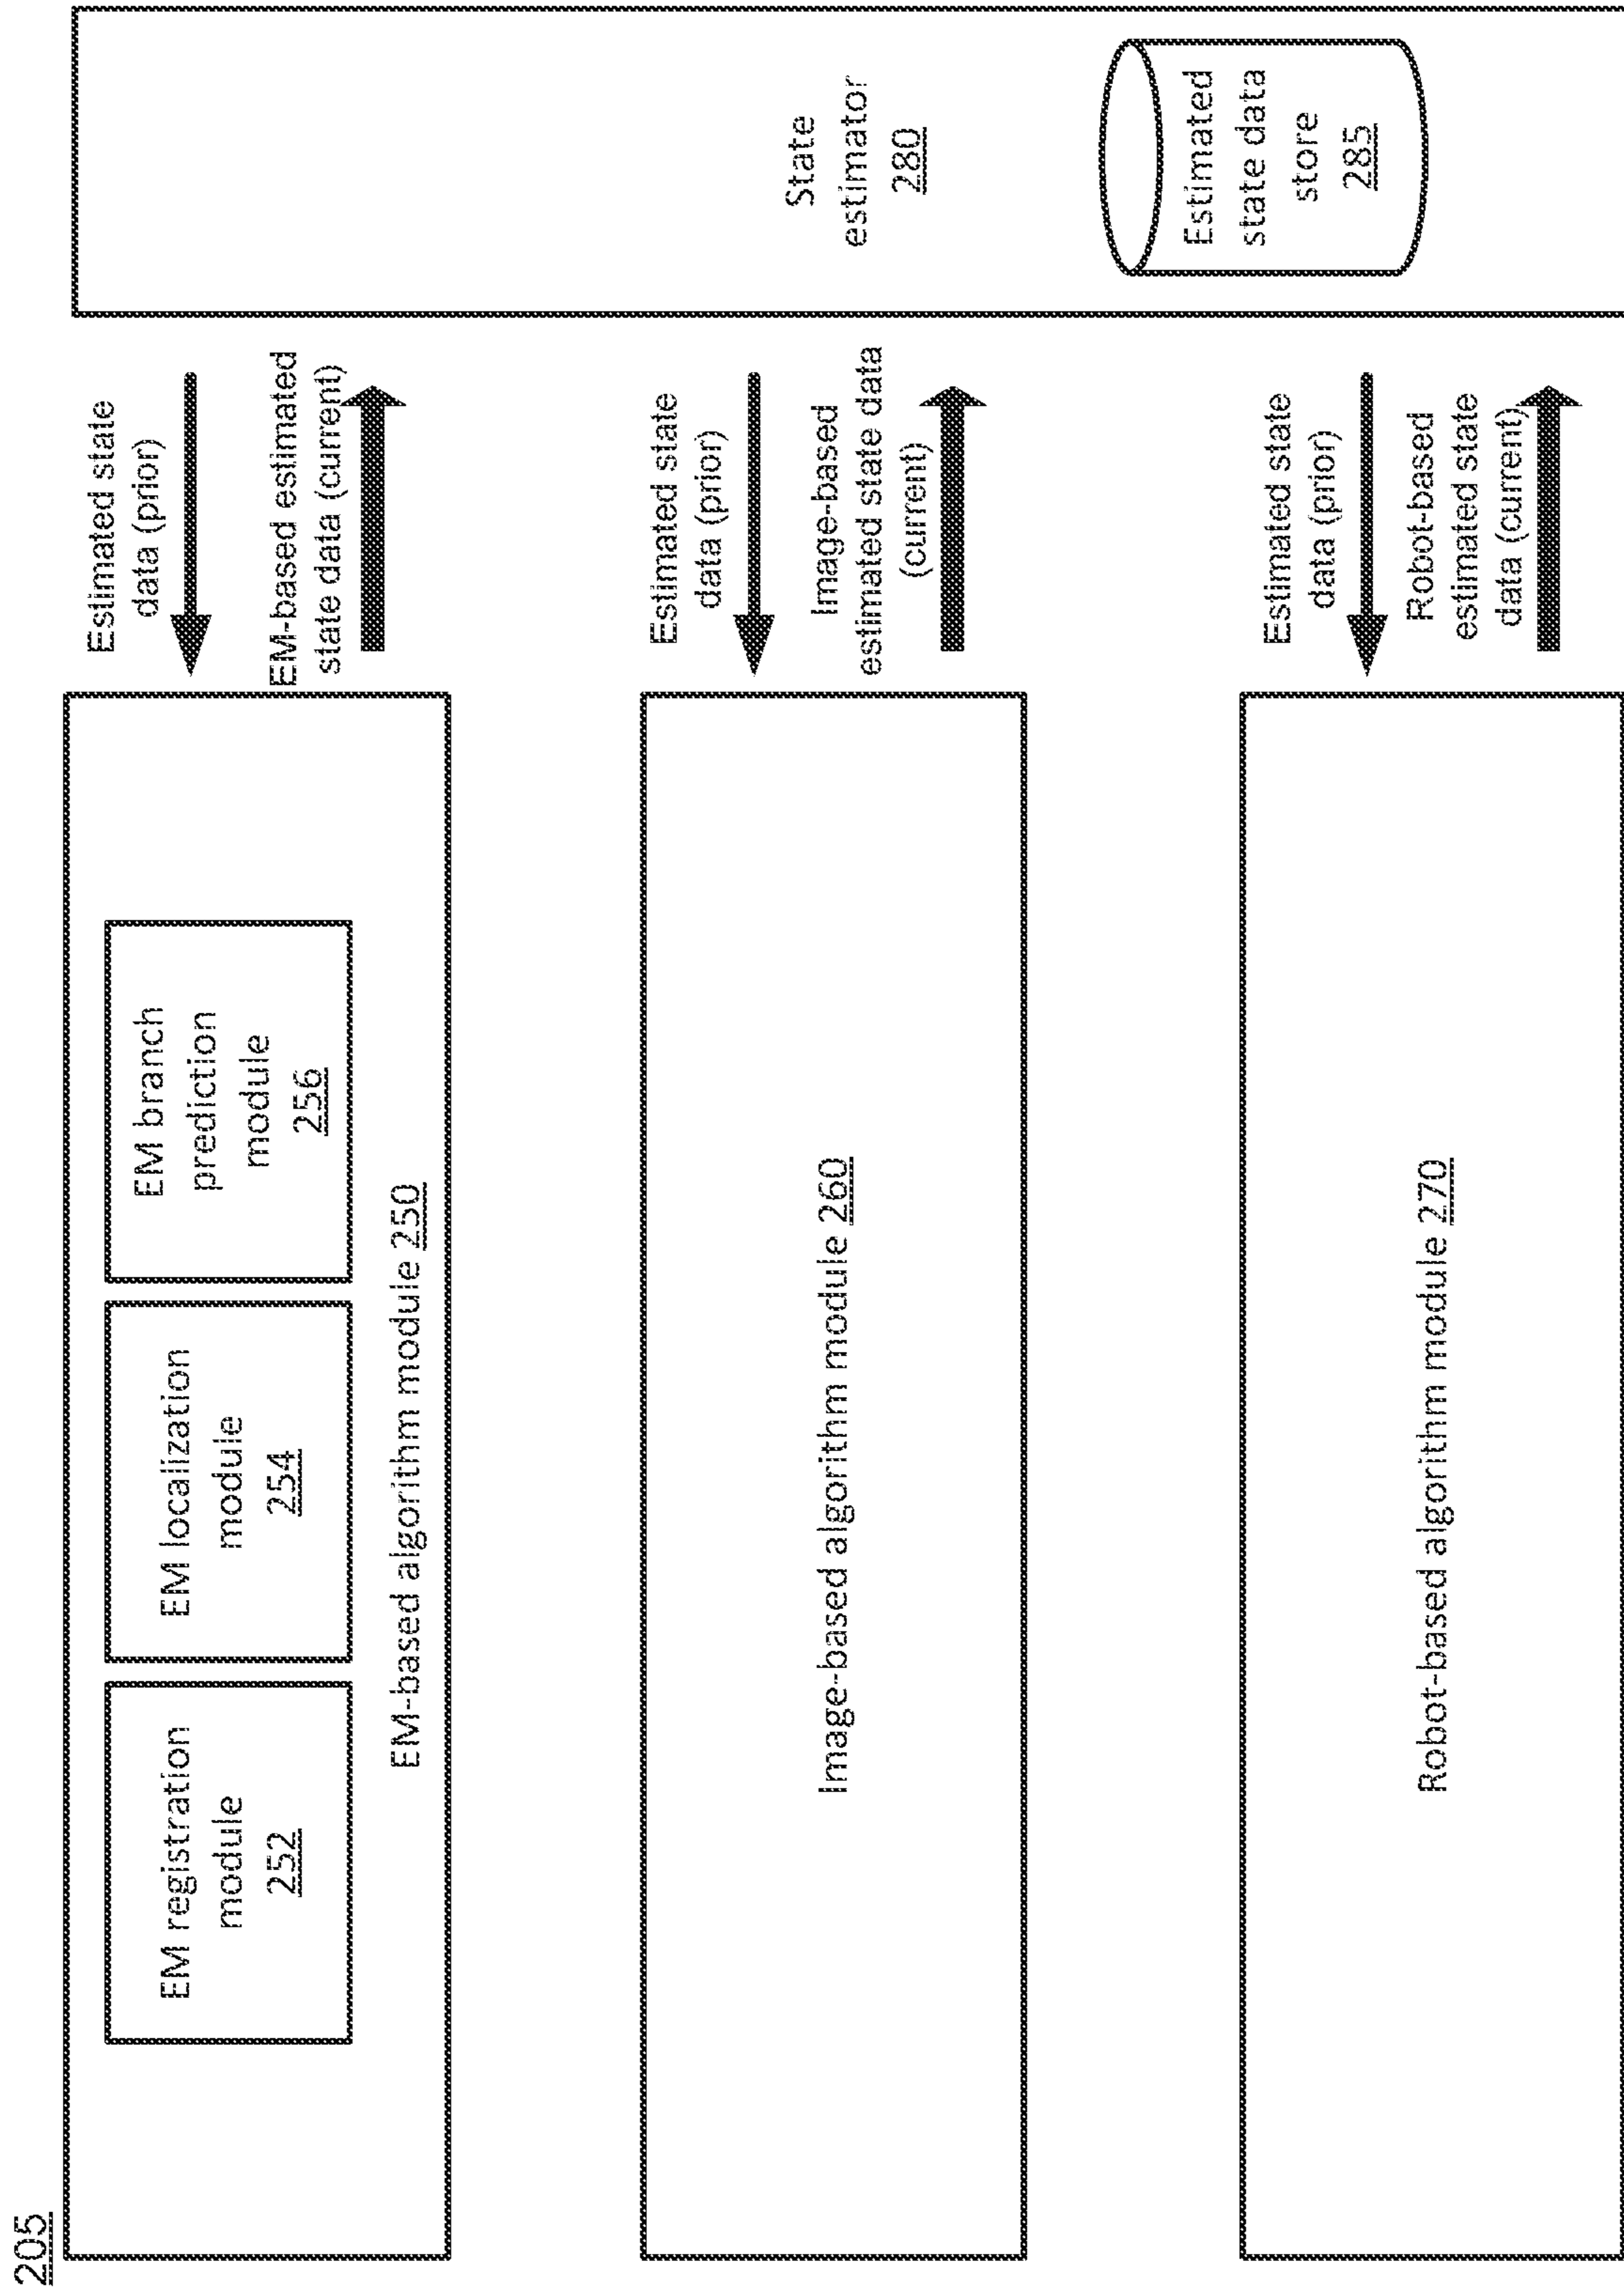 205
EM registration
module
252
EM localization
module
254
EM branch
prediction
module
256
EM-based algorithm module 250
Estimated state
data (prior)
EM-based estimated
state data (current)
Image-based algorithm module 260
Estimated state
data (prior)
Image-based
estimated state data
(current)
Robot-based algorithm module 270
Estimated state
data (prior)
Robot-based
estimated state
data (current)
State
estimator
280
Estimated
state data
store
285